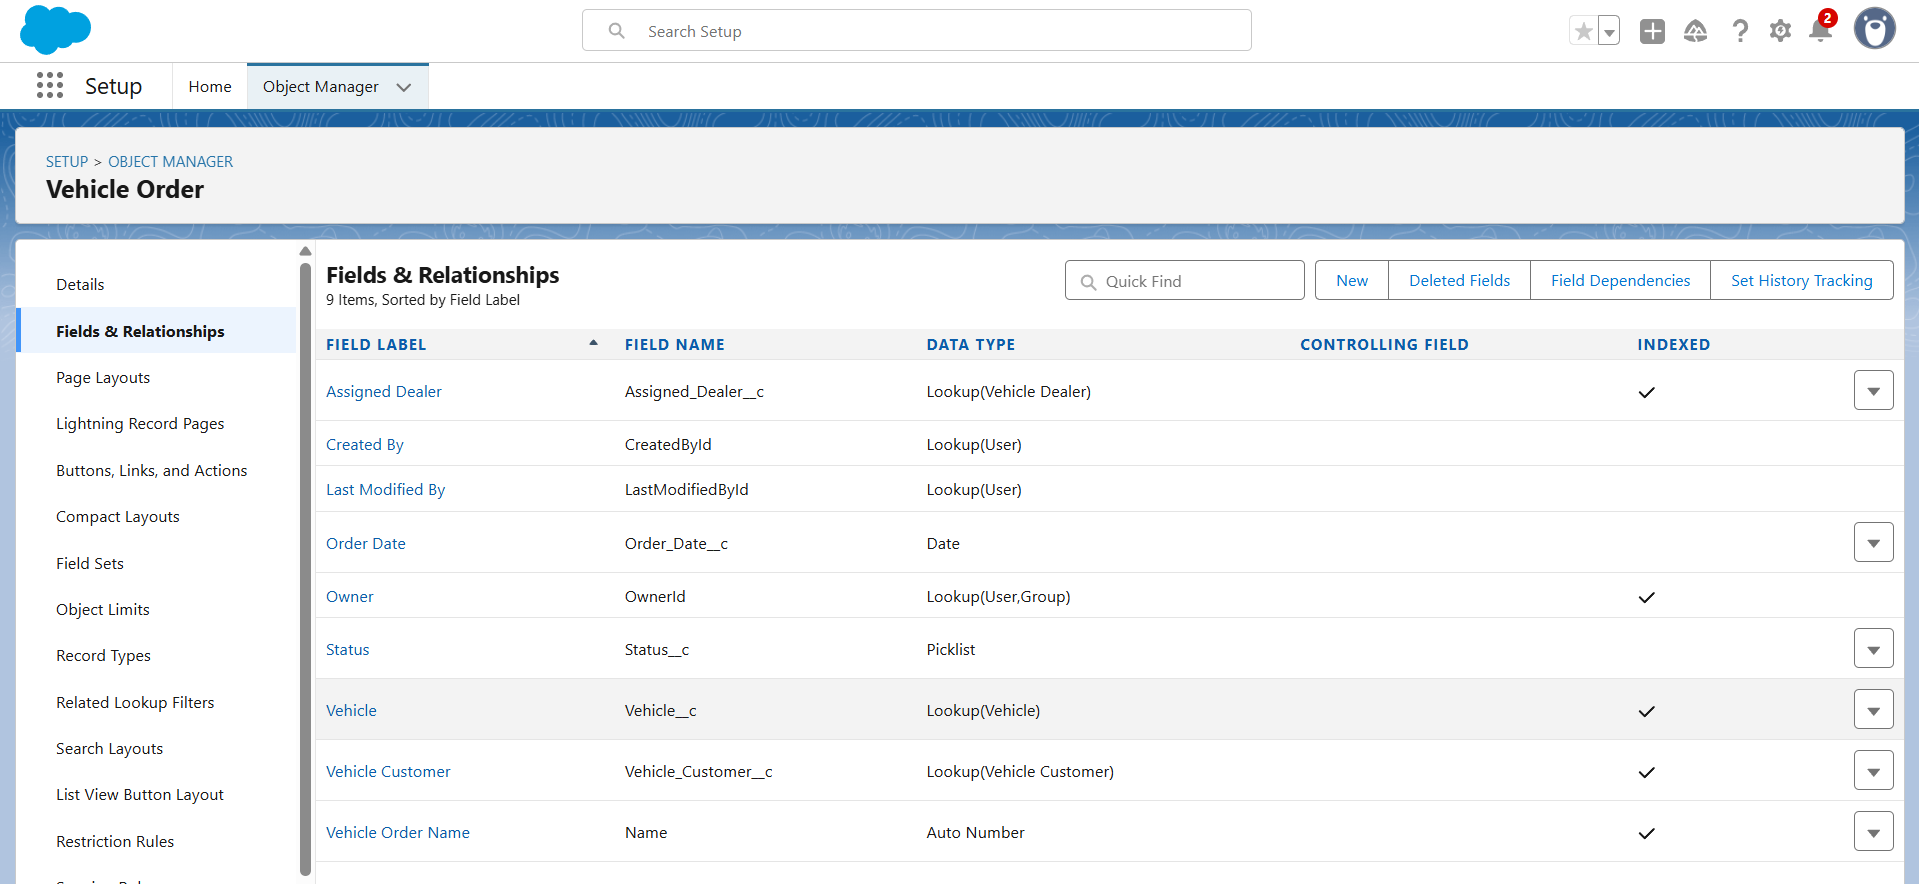 Search Setup
2
Setup
Home
Object Manager
SETUP > OBJECT MANAGER
Vehicle Order
Details
Fields & Relationships
Page Layouts
Lightning Record Pages
Buttons, Links, and Actions
Compact Layouts
Field Sets
Object Limits
Record Types
Related Lookup Filters
Search Layouts
List View Button Layout
Restriction Rules
Fields & Relationships
9 Items, Sorted by Field Label
Quick Find
New
Deleted Fields
Field Dependencies
Set History Tracking
FIELD LABEL FIELD NAME DATA TYPE CONTROLLING FIELD INDEXED
Assigned Dealer Assigned_Dealer__c Lookup(Vehicle Dealer)
Created By CreatedById Lookup(User)
Last Modified By LastModifiedById Lookup(User)
Order Date Order_Date__c Date
Owner OwnerId Lookup(User,Group)
Status Status__c Picklist
Vehicle Vehicle__c Lookup(Vehicle)
Vehicle Customer Vehicle_Customer__c Lookup(Vehicle Customer)
Vehicle Order Name Name Auto Number